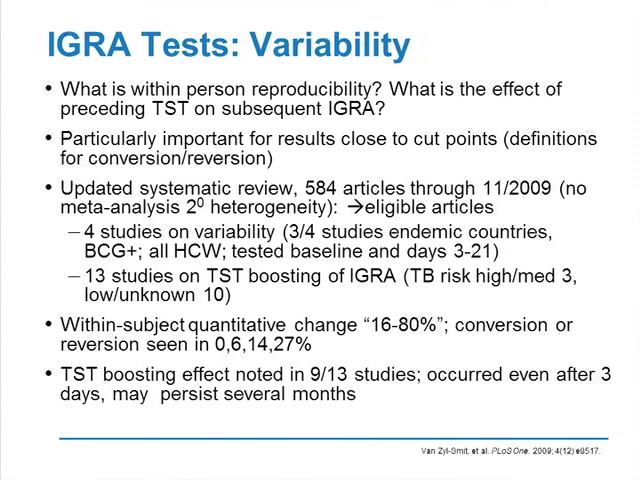 IGRA Tests: Variability
• What is within person reproducibility? What is the effect of
preceding TST on subsequent IGRA?
• Particularly important for results close to cut points (definitions
for conversion/reversion)
• Updated systematic review, 584 articles through 11/2009 (no
meta-analysis 2⁰ heterogeneity): →eligible articles
– 4 studies on variability (3/4 studies endemic countries,
BCG+; all HCW; tested baseline and days 3-21)
– 13 studies on TST boosting of IGRA (TB risk high/med 3,
low/unknown 10)
• Within-subject quantitative change “16-80%”; conversion or
reversion seen in 0,6,14,27%
• TST boosting effect noted in 9/13 studies; occurred even after 3
days, may persist several months
Van Zyl-Smit, et al. PLoS One, 2009; 4(12) e8517.